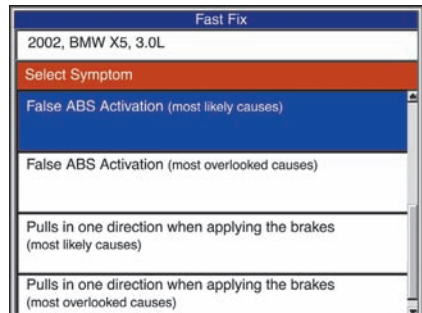 Fast Fix
2002, BMW X5, 3.0L
Select Symptom
False ABS Activation (most likely causes)
False ABS Activation (most overlooked causes)
Pulls in one direction when applying the brakes
(most likely causes)
Pulls in one direction when applying the brakes
(most overlooked causes)